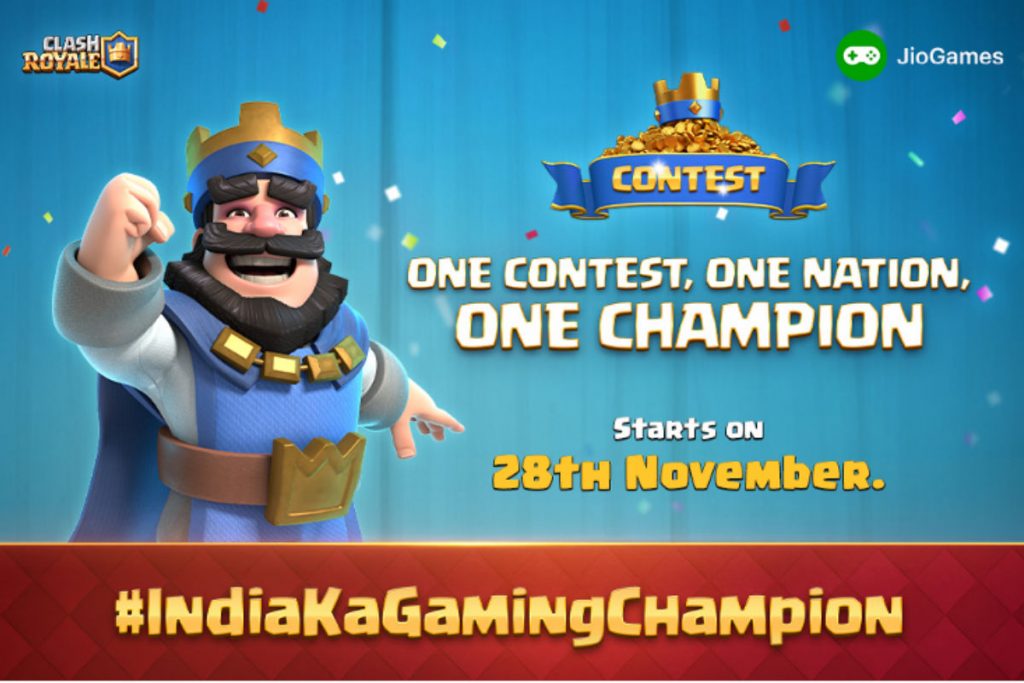 CLASH
ROYALE
JioGames
CONTEST
ONE CONTEST, ONE NATION,
ONE CHAMPION
Starts on
28th November.
#IndiaKaGamingChampion